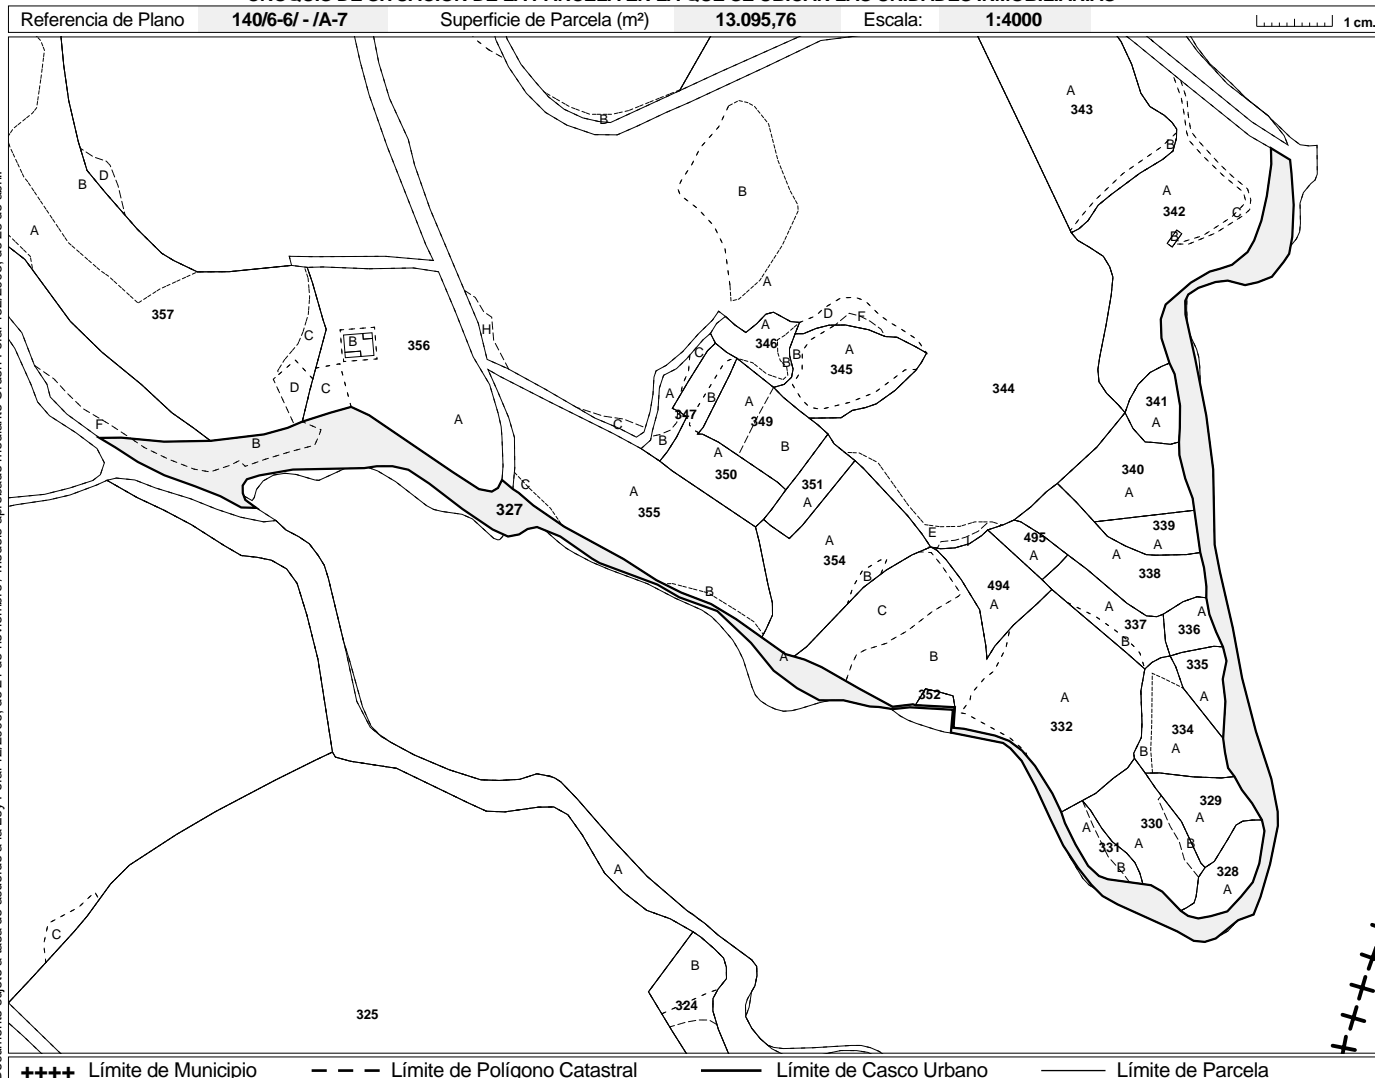 Referencia de Plano 140/6-6/ - /A-7 Superficie de Parcela (m²) 13.095,76 Escala: 1:4000 1 cm.
B
A
343
B
D
B
A
B
A
342
C
B
A
357
A
C
H
B
356
D
F
A
346
C
B
B
A
345
344
D
C
A
347
B
A
349
341
A
A
F
B
C
B
A
350
B
340
A
351
A
C
A
355
327
E
I
495
A
339
A
A
354
A
338
B
B
494
A
C
A
337
B
A
336
A
B
335
A
352
A
332
334
A
B
329
A
330
A
331
A
B
B
328
A
A
C
B
324
325
++++ Límite de Municipio Límite de Polígono Catastral Límite de Casco Urbano Límite de Parcela